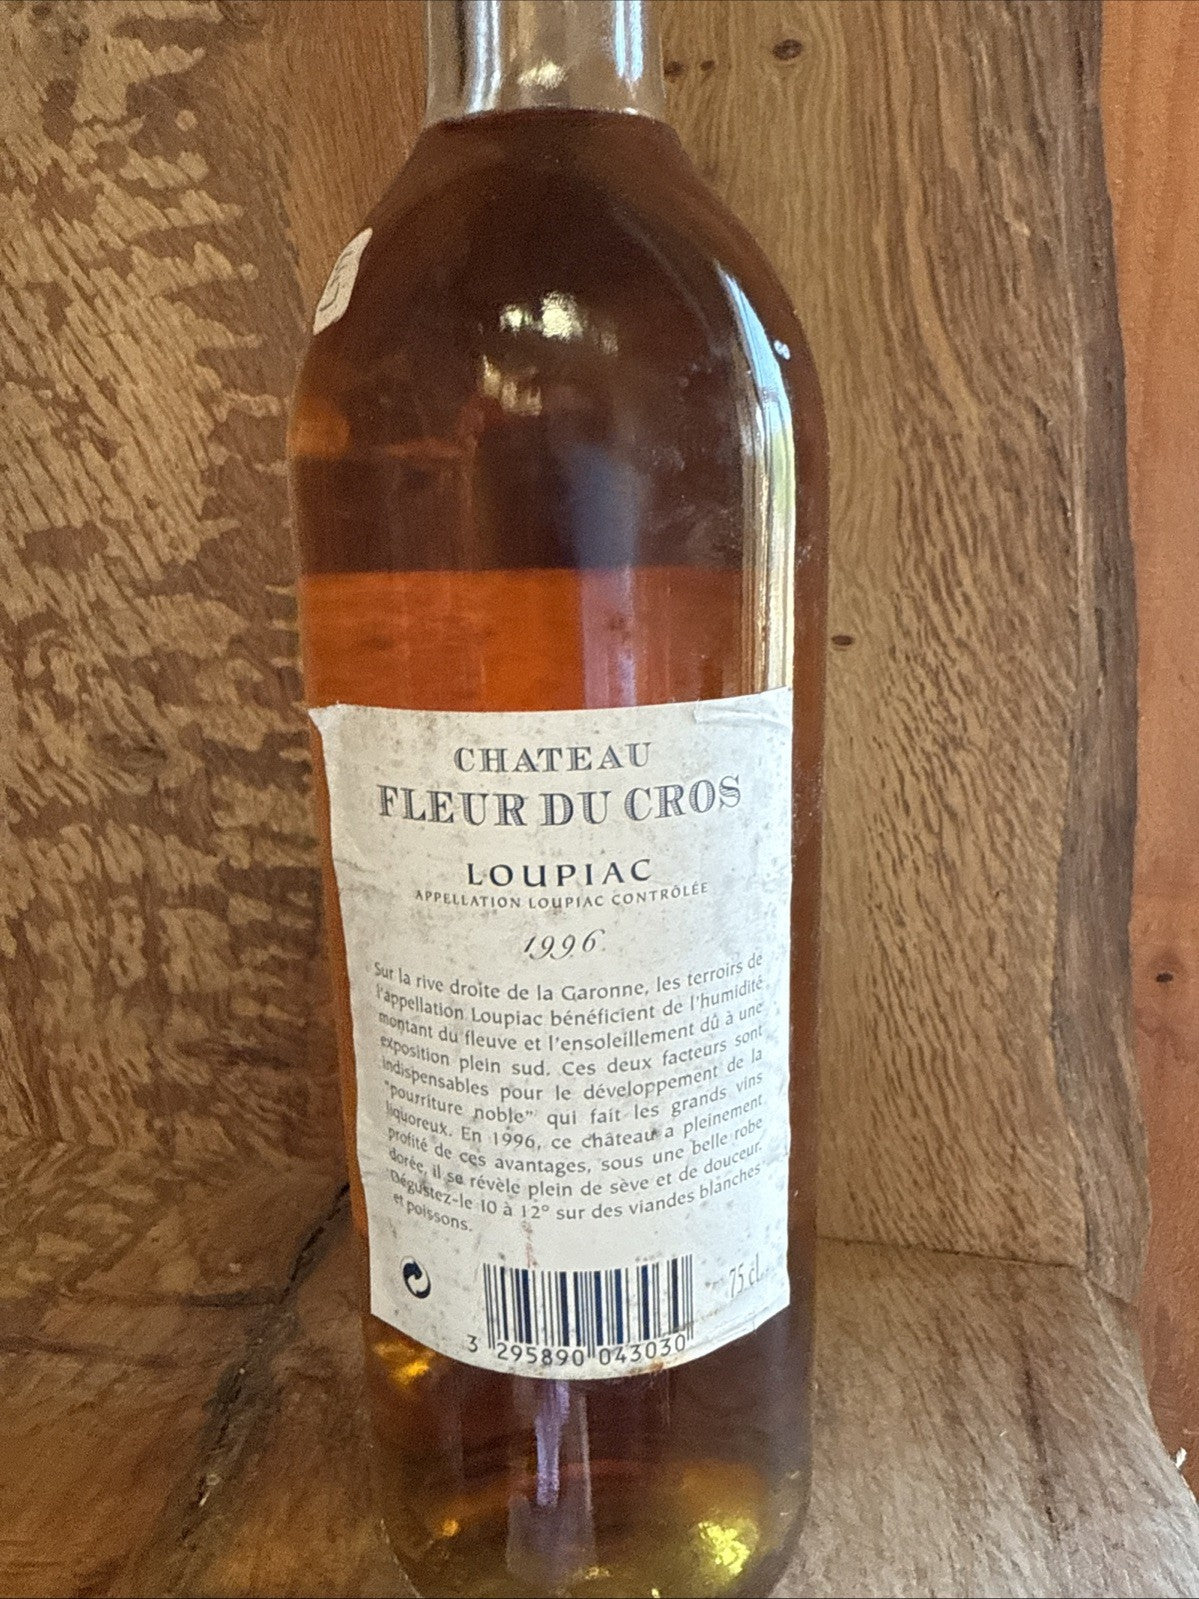 CHATEAU
FLEUR DU CROS
LOUPIAC
APPELLATION LOUPIAC CONTRÔLÉE
1996
Sur la rive droite de la Garonne, les terroirs de
l'appellation Loupiac bénéficient de l'humidité
montant du fleuve et l'ensoleillement dû à une
exposition plein sud. Ces deux facteurs sont
indispensables pour le développement de la
"pourriture noble" qui fait les grands vins
liquoreux. En 1996, ce château a pleinement
profité de ces avantages, sous une belle robe
dorée, il se révèle plein de sève et de douceur.
Dégustez-le 10 à 12° sur des viandes blanches
et poissons.
75 cl
3 295890 043030